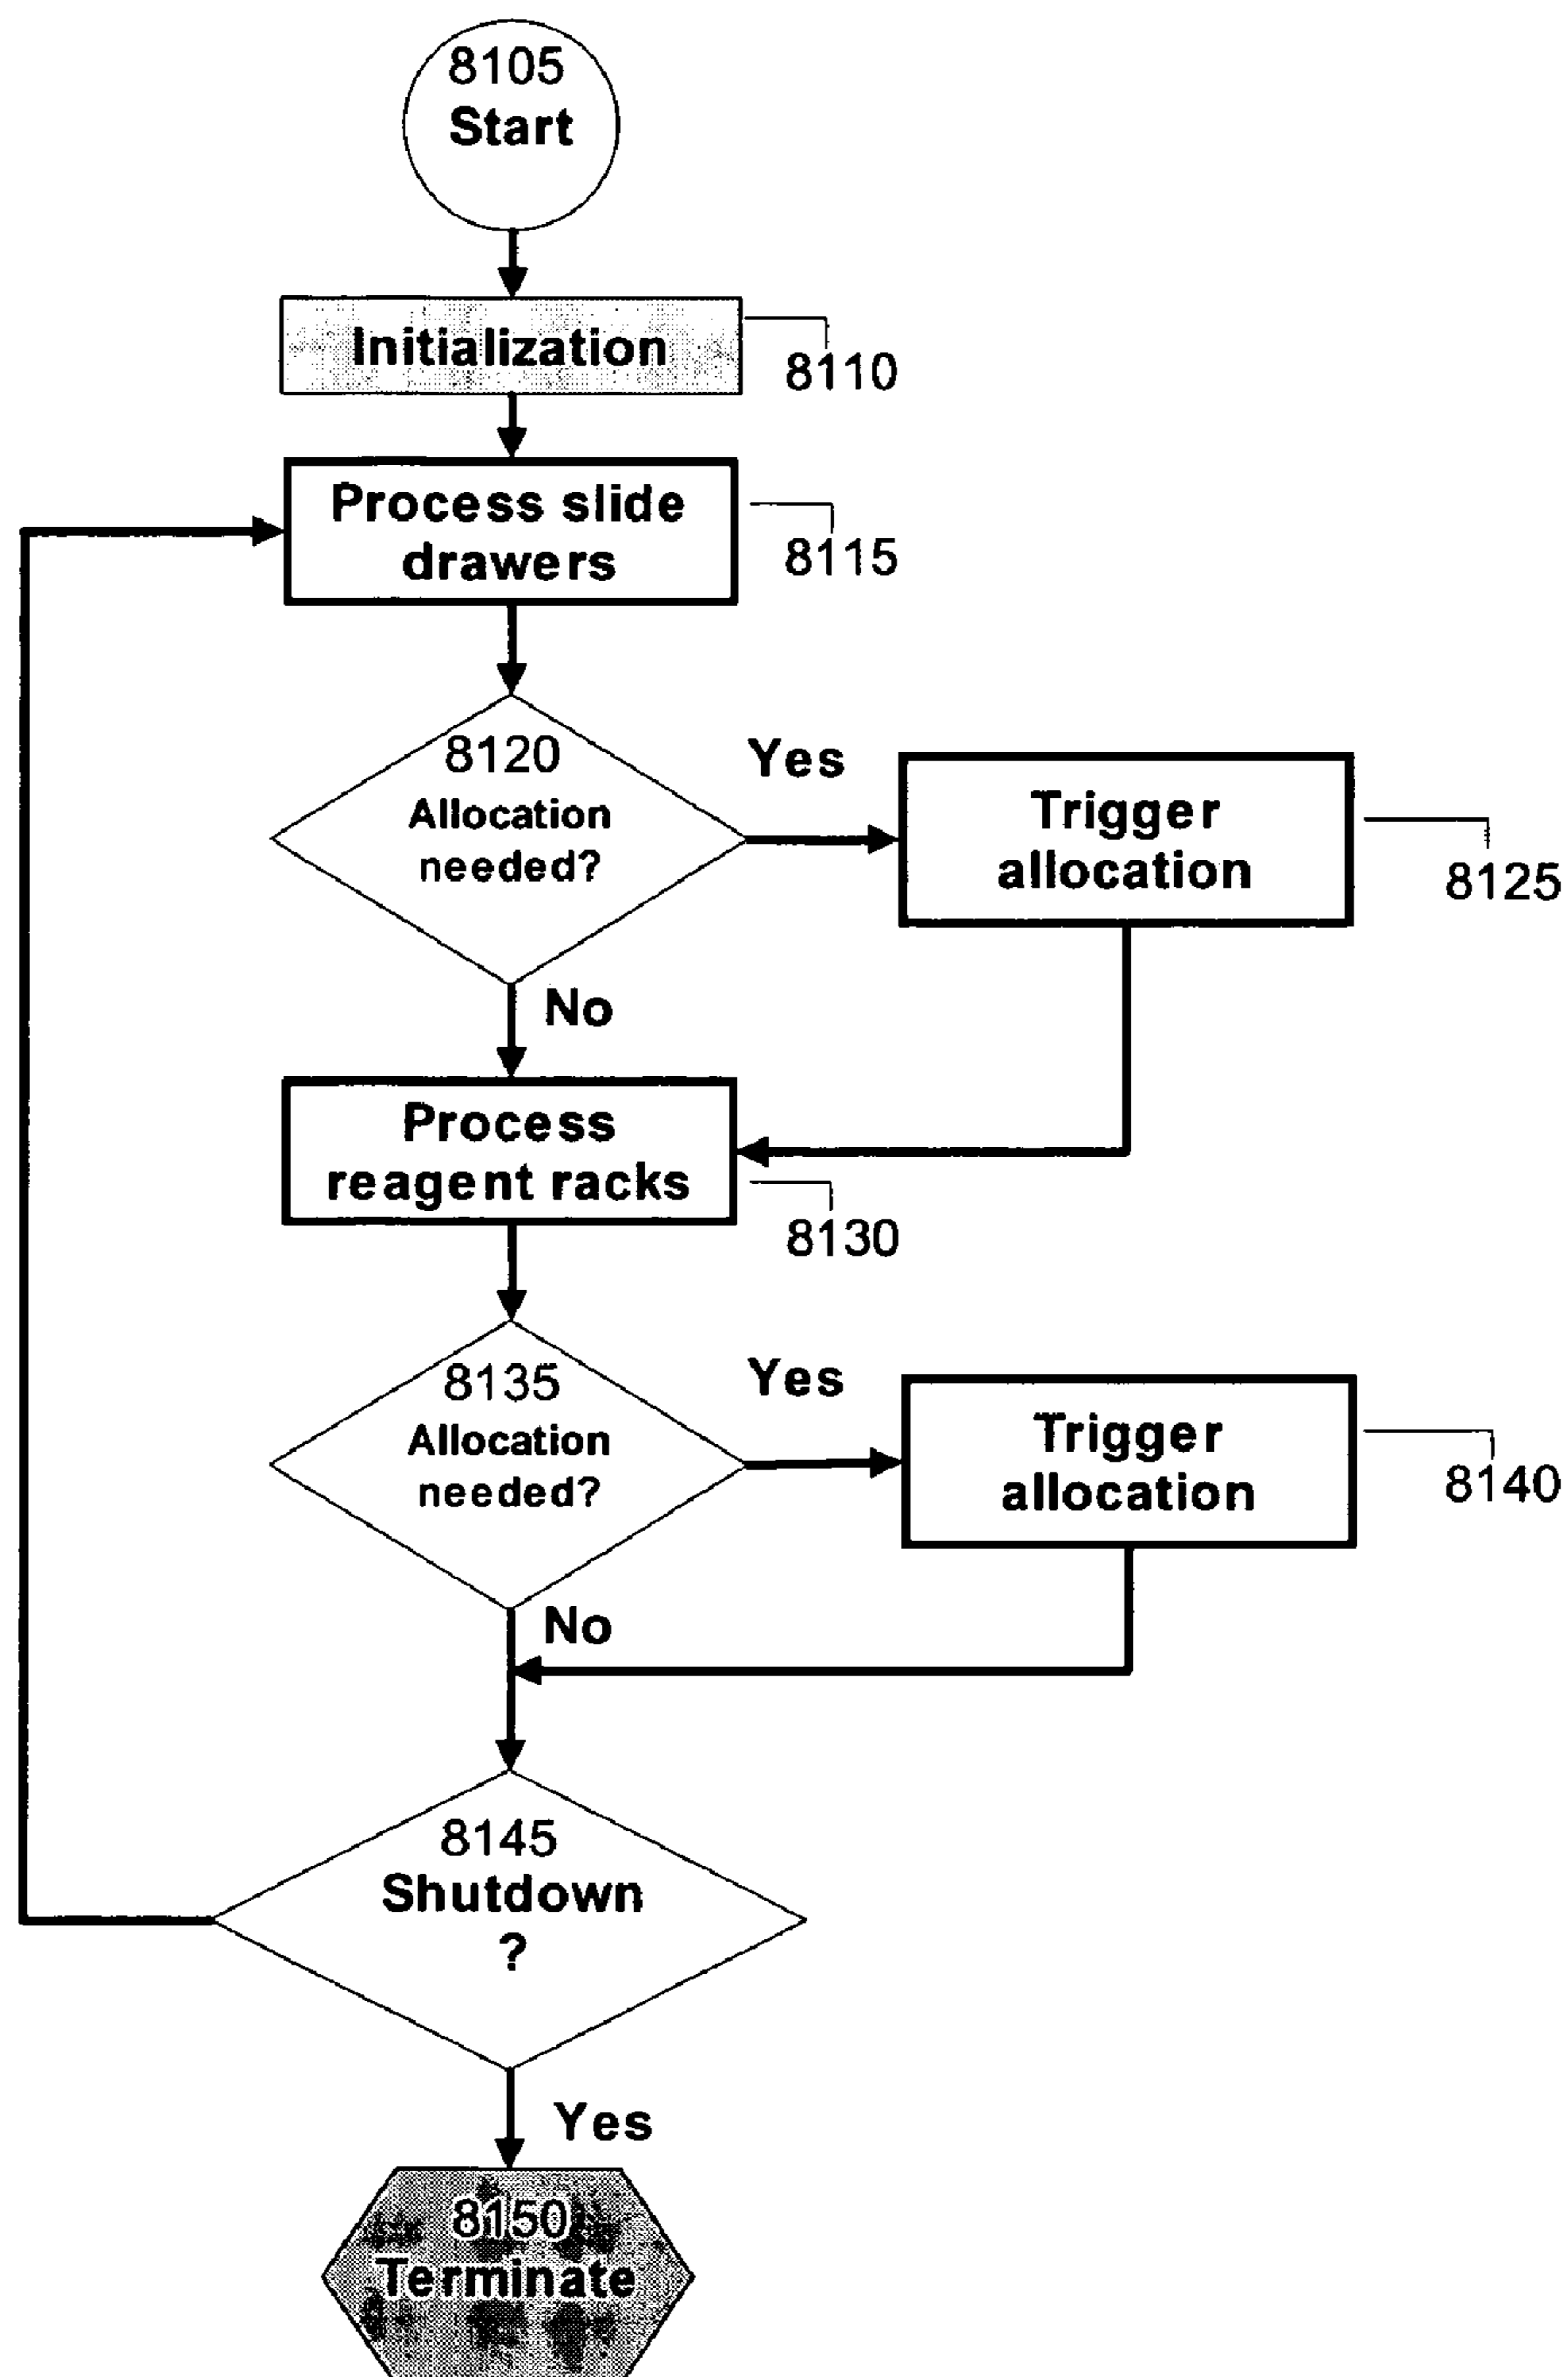 8105
Start
Initialization
8110
Process slide
drawers
8115
8120
Allocation
needed?
Yes
Trigger
allocation
8125
No
Process
reagent racks
8130
8135
Allocation
needed?
Yes
Trigger
allocation
8140
No
8145
Shutdown
?
Yes
8150
Terminate